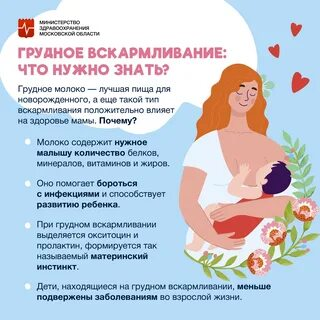 МИНИСТЕРСТВО
ЗДРАВООХРАНЕНИЯ
МОСКОВСКОЙ ОБЛАСТИ
ГРУДНОЕ ВСКАРМЛИВАНИЕ:
ЧТО НУЖНО ЗНАТЬ?
Грудное молоко — лучшая пища для
новорожденного, а еще такой тип
вскармливания положительно влияет
на здоровье мамы. Почему?
Молоко содержит нужное
малышу количество белков,
минералов, витаминов и жиров.
Оно помогает бороться
с инфекциями и способствует
развитию ребенка.
При грудном вскармливании
выделяется окситоцин и
пролактин, формируется так
называемый материнский
инстинкт.
Дети, находящиеся на грудном вскармливании, меньше
подвержены заболеваниям во взрослой жизни.